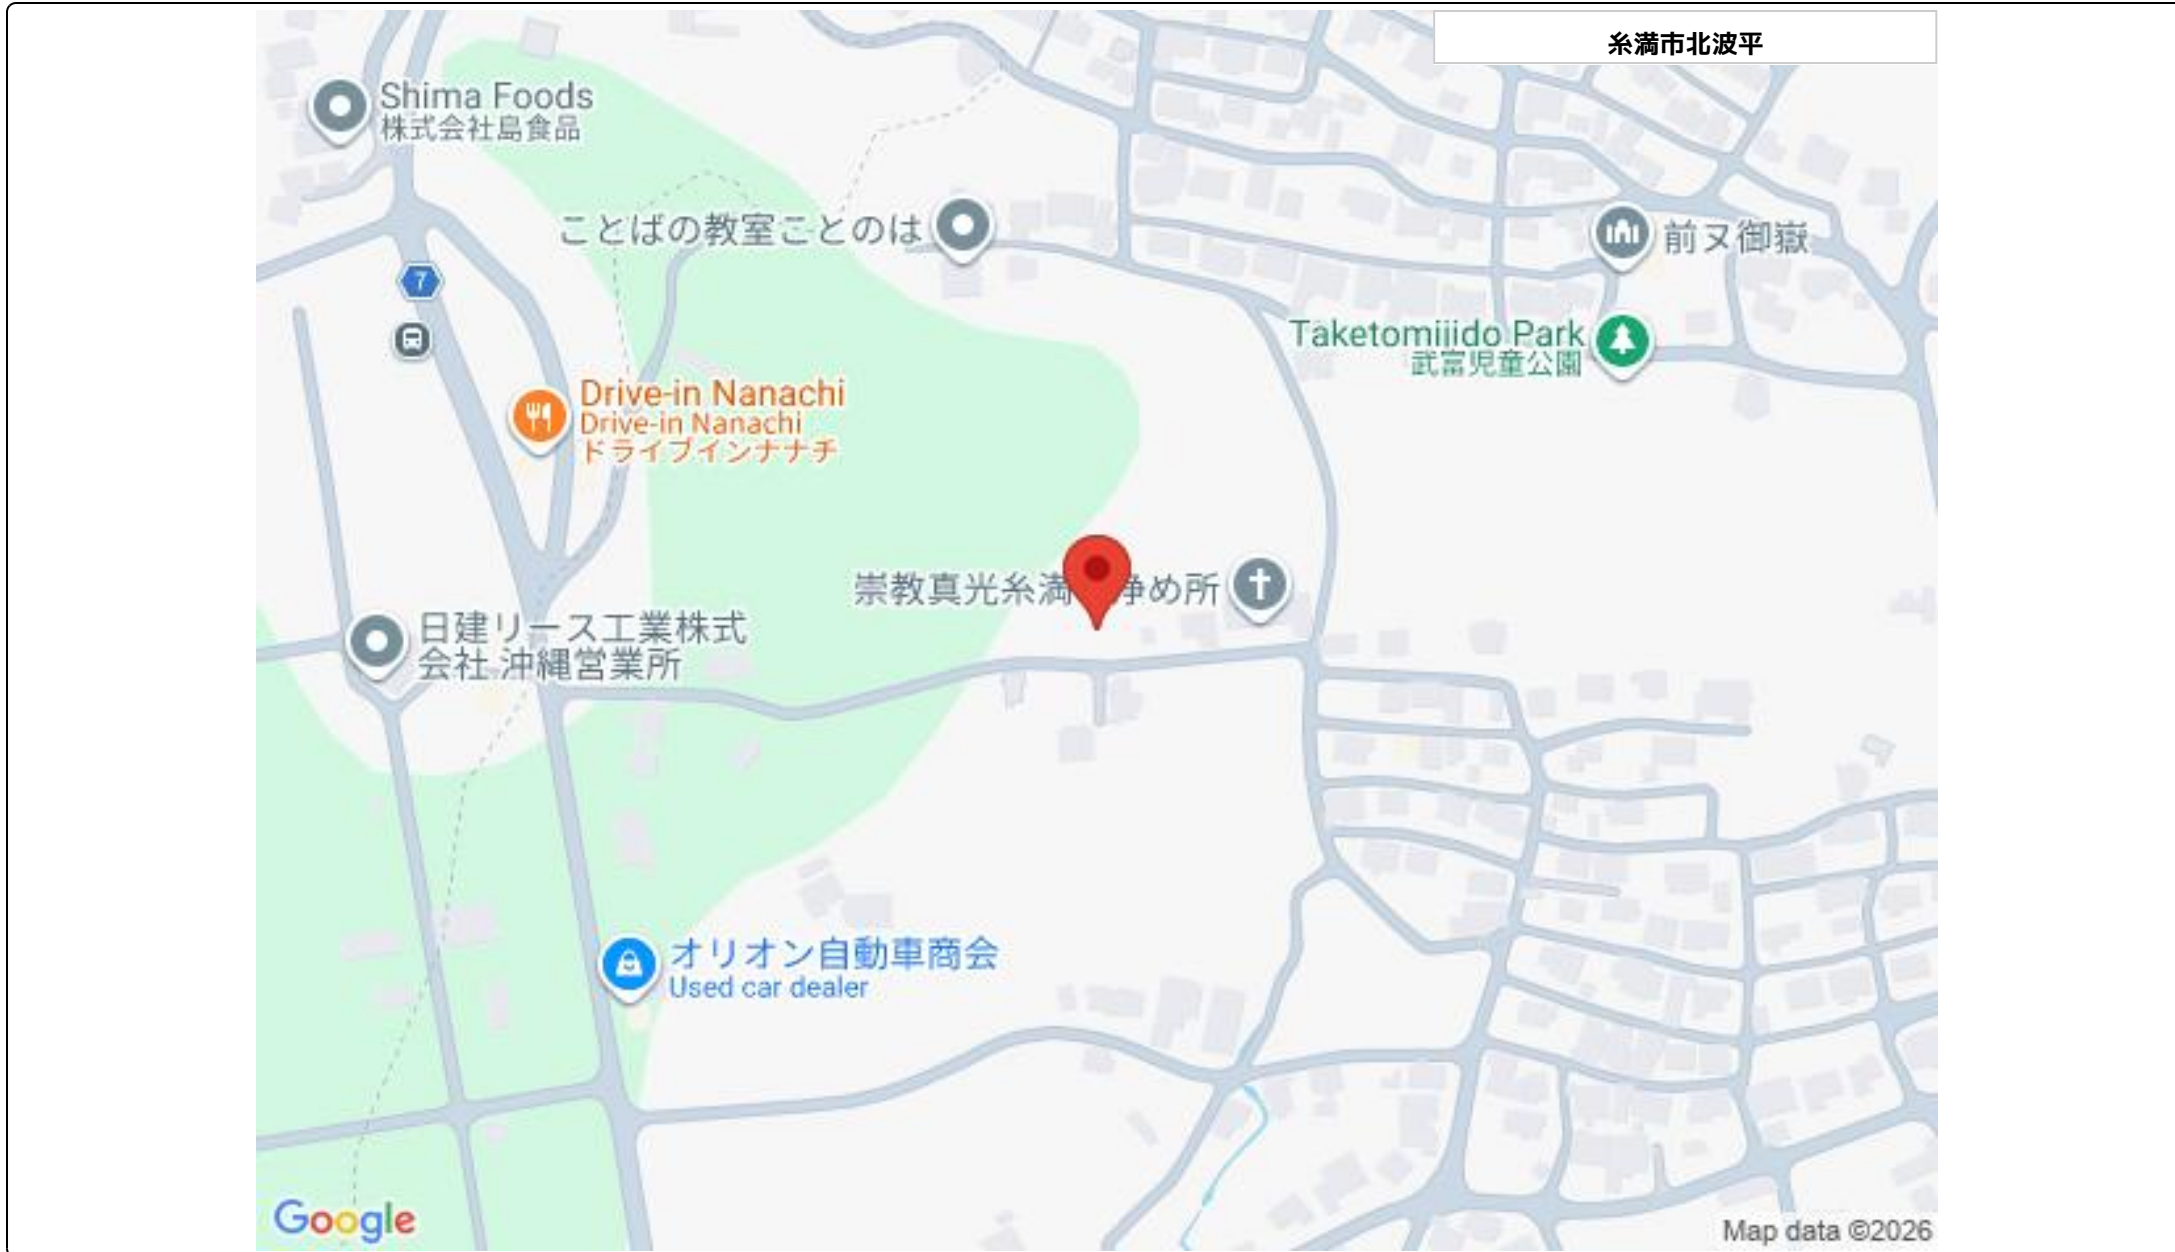 糸満市北波平
Shima Foods
株式会社島食品
ことばの教室ことのは
前ヌ御嶽
7
Taketomijido Park
武富児童公園
Drive-in Nanachi
Drive-in Nanachi
ドライブインナナチ
崇教真光糸満
浄め所
日建リース工業株式
会社 沖縄営業所
オリオン自動車商会
Used car dealer
Google
Map data ©2026